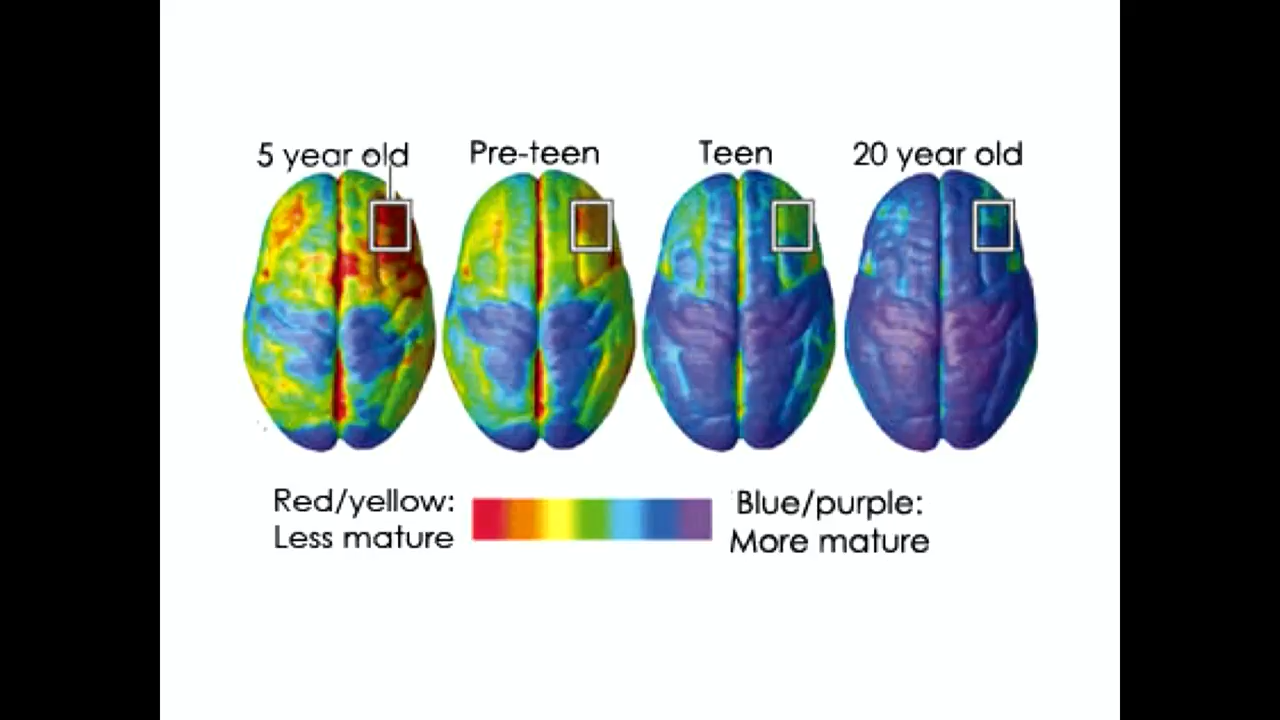 5 year old
Pre-teen
Teen
20 year old
Red/yellow:
Less mature
Blue/purple:
More mature